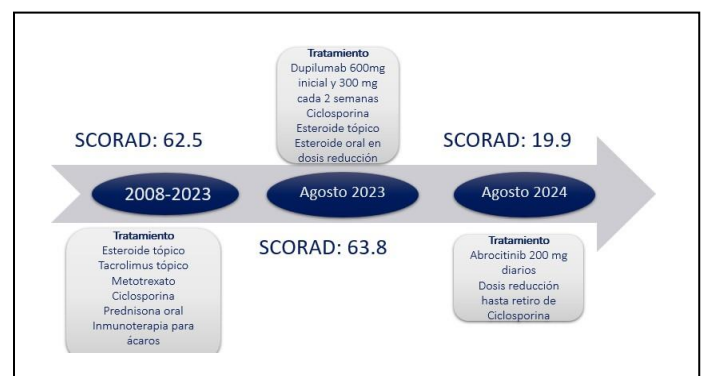 Tratamiento
Dupilumab 600mg
inicial y 300 mg
cada 2 semanas
Ciclosporina
Esteroide tópico
Esteroide oral en
dosis reducción
SCORAD: 62.5
SCORAD: 19.9
2008-2023
Agosto 2023
Agosto 2024
SCORAD: 63.8
Tratamiento
Esteroide tópico
Tacrolimus tópico
Metotrexato
Ciclosporina
Prednisona oral
Inmunoterapia para
ácaros
Tratamiento
Abrocitinib 200 mg
diarios
Dosis reducción
hasta retiro de
Ciclosporina